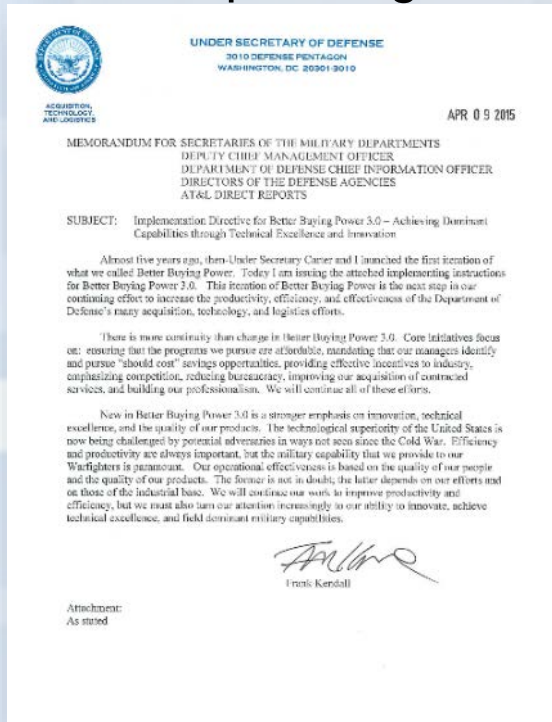 UNDER SECRETARY OF DEFENSE
3010 DEFENSE PENTAGON
WASHINGTON, DC 20301-3010
ACQUISITION,
TECHNOLOGY,
AND LOGISTICS
APR 09 2015
MEMORANDUM FOR SECRETARIES OF THE MILITARY DEPARTMENTS
DEPUTY CHIEF MANAGEMENT OFFICER
DEPARTMENT OF DEFENSE CHIEF INFORMATION OFFICER
DIRECTORS OF THE DEFENSE AGENCIES
AT&L DIRECT REPORTS
SUBJECT: Implementation Directive for Better Buying Power 3.0 – Achieving Dominant
Capabilities through Technical Excellence and Innovation
Almost five years ago, then-Under Secretary Carter and I launched the first iteration of
what we called Better Buying Power. Today I am issuing the attached implementing instructions
for Better Buying Power 3.0. This iteration of Better Buying Power is the next step in our
continuing effort to increase the productivity, efficiency, and effectiveness of the Department of
Defense's many acquisition, technology, and logistics efforts.
There is more continuity than change in Better Buying Power 3.0. Core initiatives focus
on: ensuring that the programs we pursue are affordable, mandating that our managers identify
and pursue "should cost" savings opportunities, providing effective incentives to industry,
emphasizing competition, reducing bureaucracy, improving our acquisition of contracted
services, and building our professionalism. We will continue all of these efforts.
New in Better Buying Power 3.0 is a stronger emphasis on innovation, technical
excellence, and the quality of our products. The technological superiority of the United States is
now being challenged by potential adversaries in ways not seen since the Cold War. Efficiency
and productivity are always important, but the military capability that we provide to our
Warfighters is paramount. Our operational effectiveness is based on the quality of our people
and the quality of our products. The former is not in doubt; the latter depends on our efforts and
on those of the industrial base. We will continue our work to improve productivity and
efficiency, but we must also turn our attention increasingly to our ability to innovate, achieve
technical excellence, and field dominant military capabilities.
Frank Kendall
Attachment:
As stated